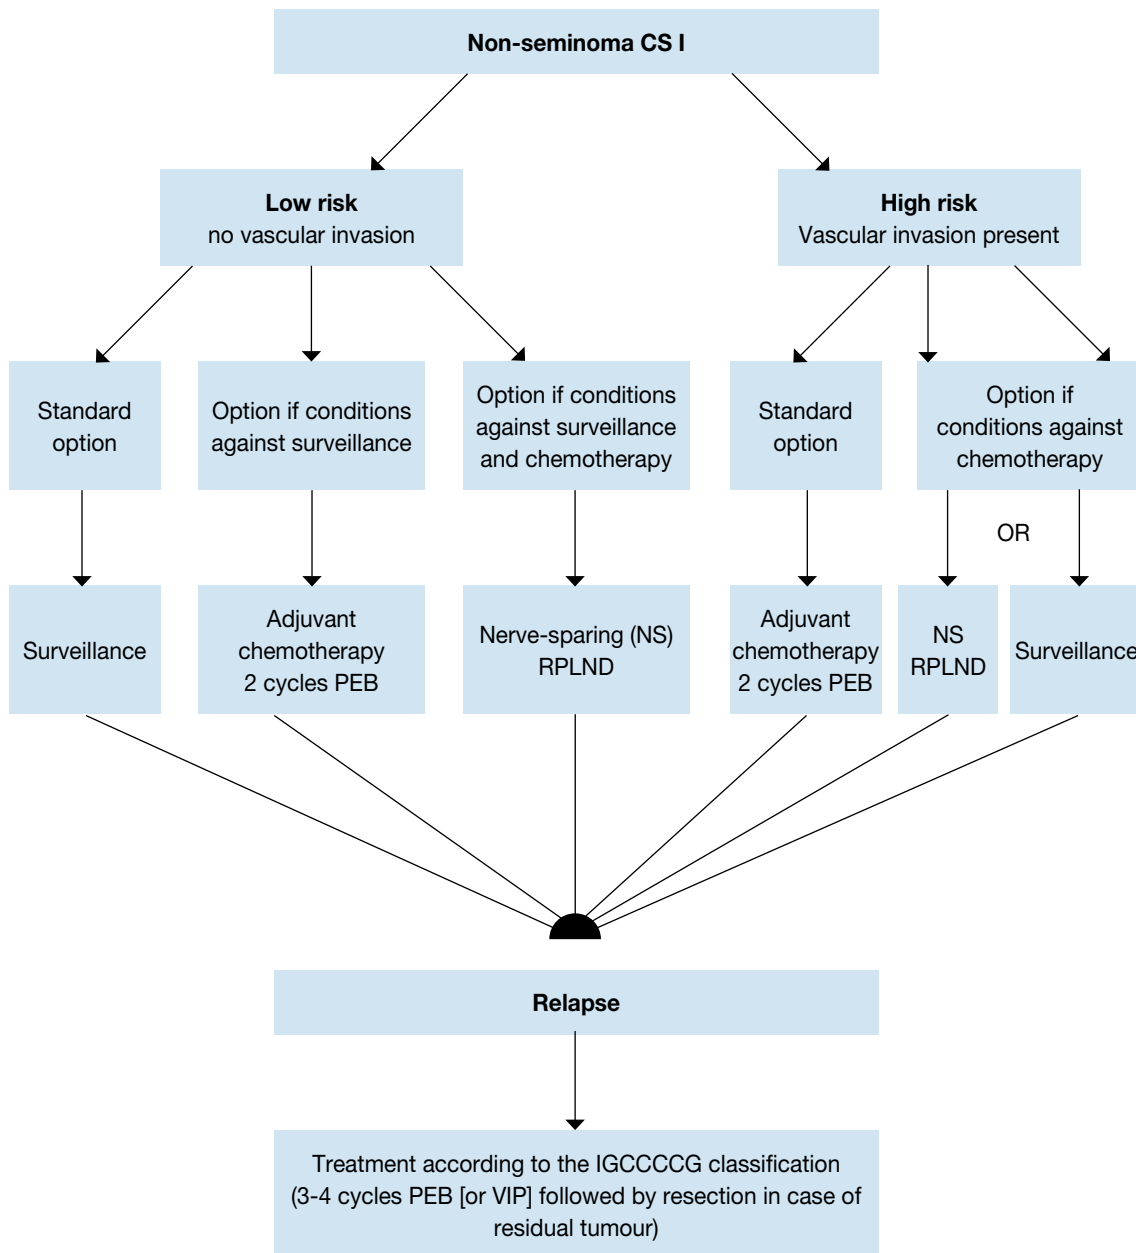 Non-seminoma CS I
Low risk
no vascular invasion
High risk
Vascular invasion present
Standard
option
Option if conditions
against surveillance
Option if conditions
against surveillance
and chemotherapy
Standard
option
Option if
conditions against
chemotherapy
OR
Surveillance
Adjuvant
chemotherapy
2 cycles PEB
Nerve-sparing (NS)
RPLND
Adjuvant
chemotherapy
2 cycles PEB
NS
RPLND
Surveillance
Relapse
Treatment according to the IGCCCCG classification
(3-4 cycles PEB [or VIP] followed by resection in case of
residual tumour)